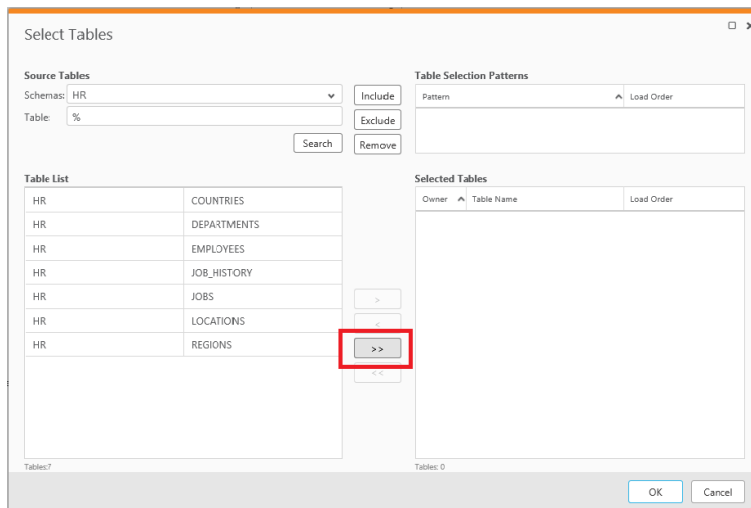 Select Tables
Source Tables
Schemas: HR
Include
Table: %
Exclude
Search
Remove
Table Selection Patterns
Pattern Load Order
Table List
HR COUNTRIES
HR DEPARTMENTS
HR EMPLOYEES
HR JOB_HISTORY
HR JOBS
HR LOCATIONS
HR REGIONS
>
<
>>
<<
Selected Tables
Owner Table Name Load Order
Tables:7
Tables: 0
OK Cancel